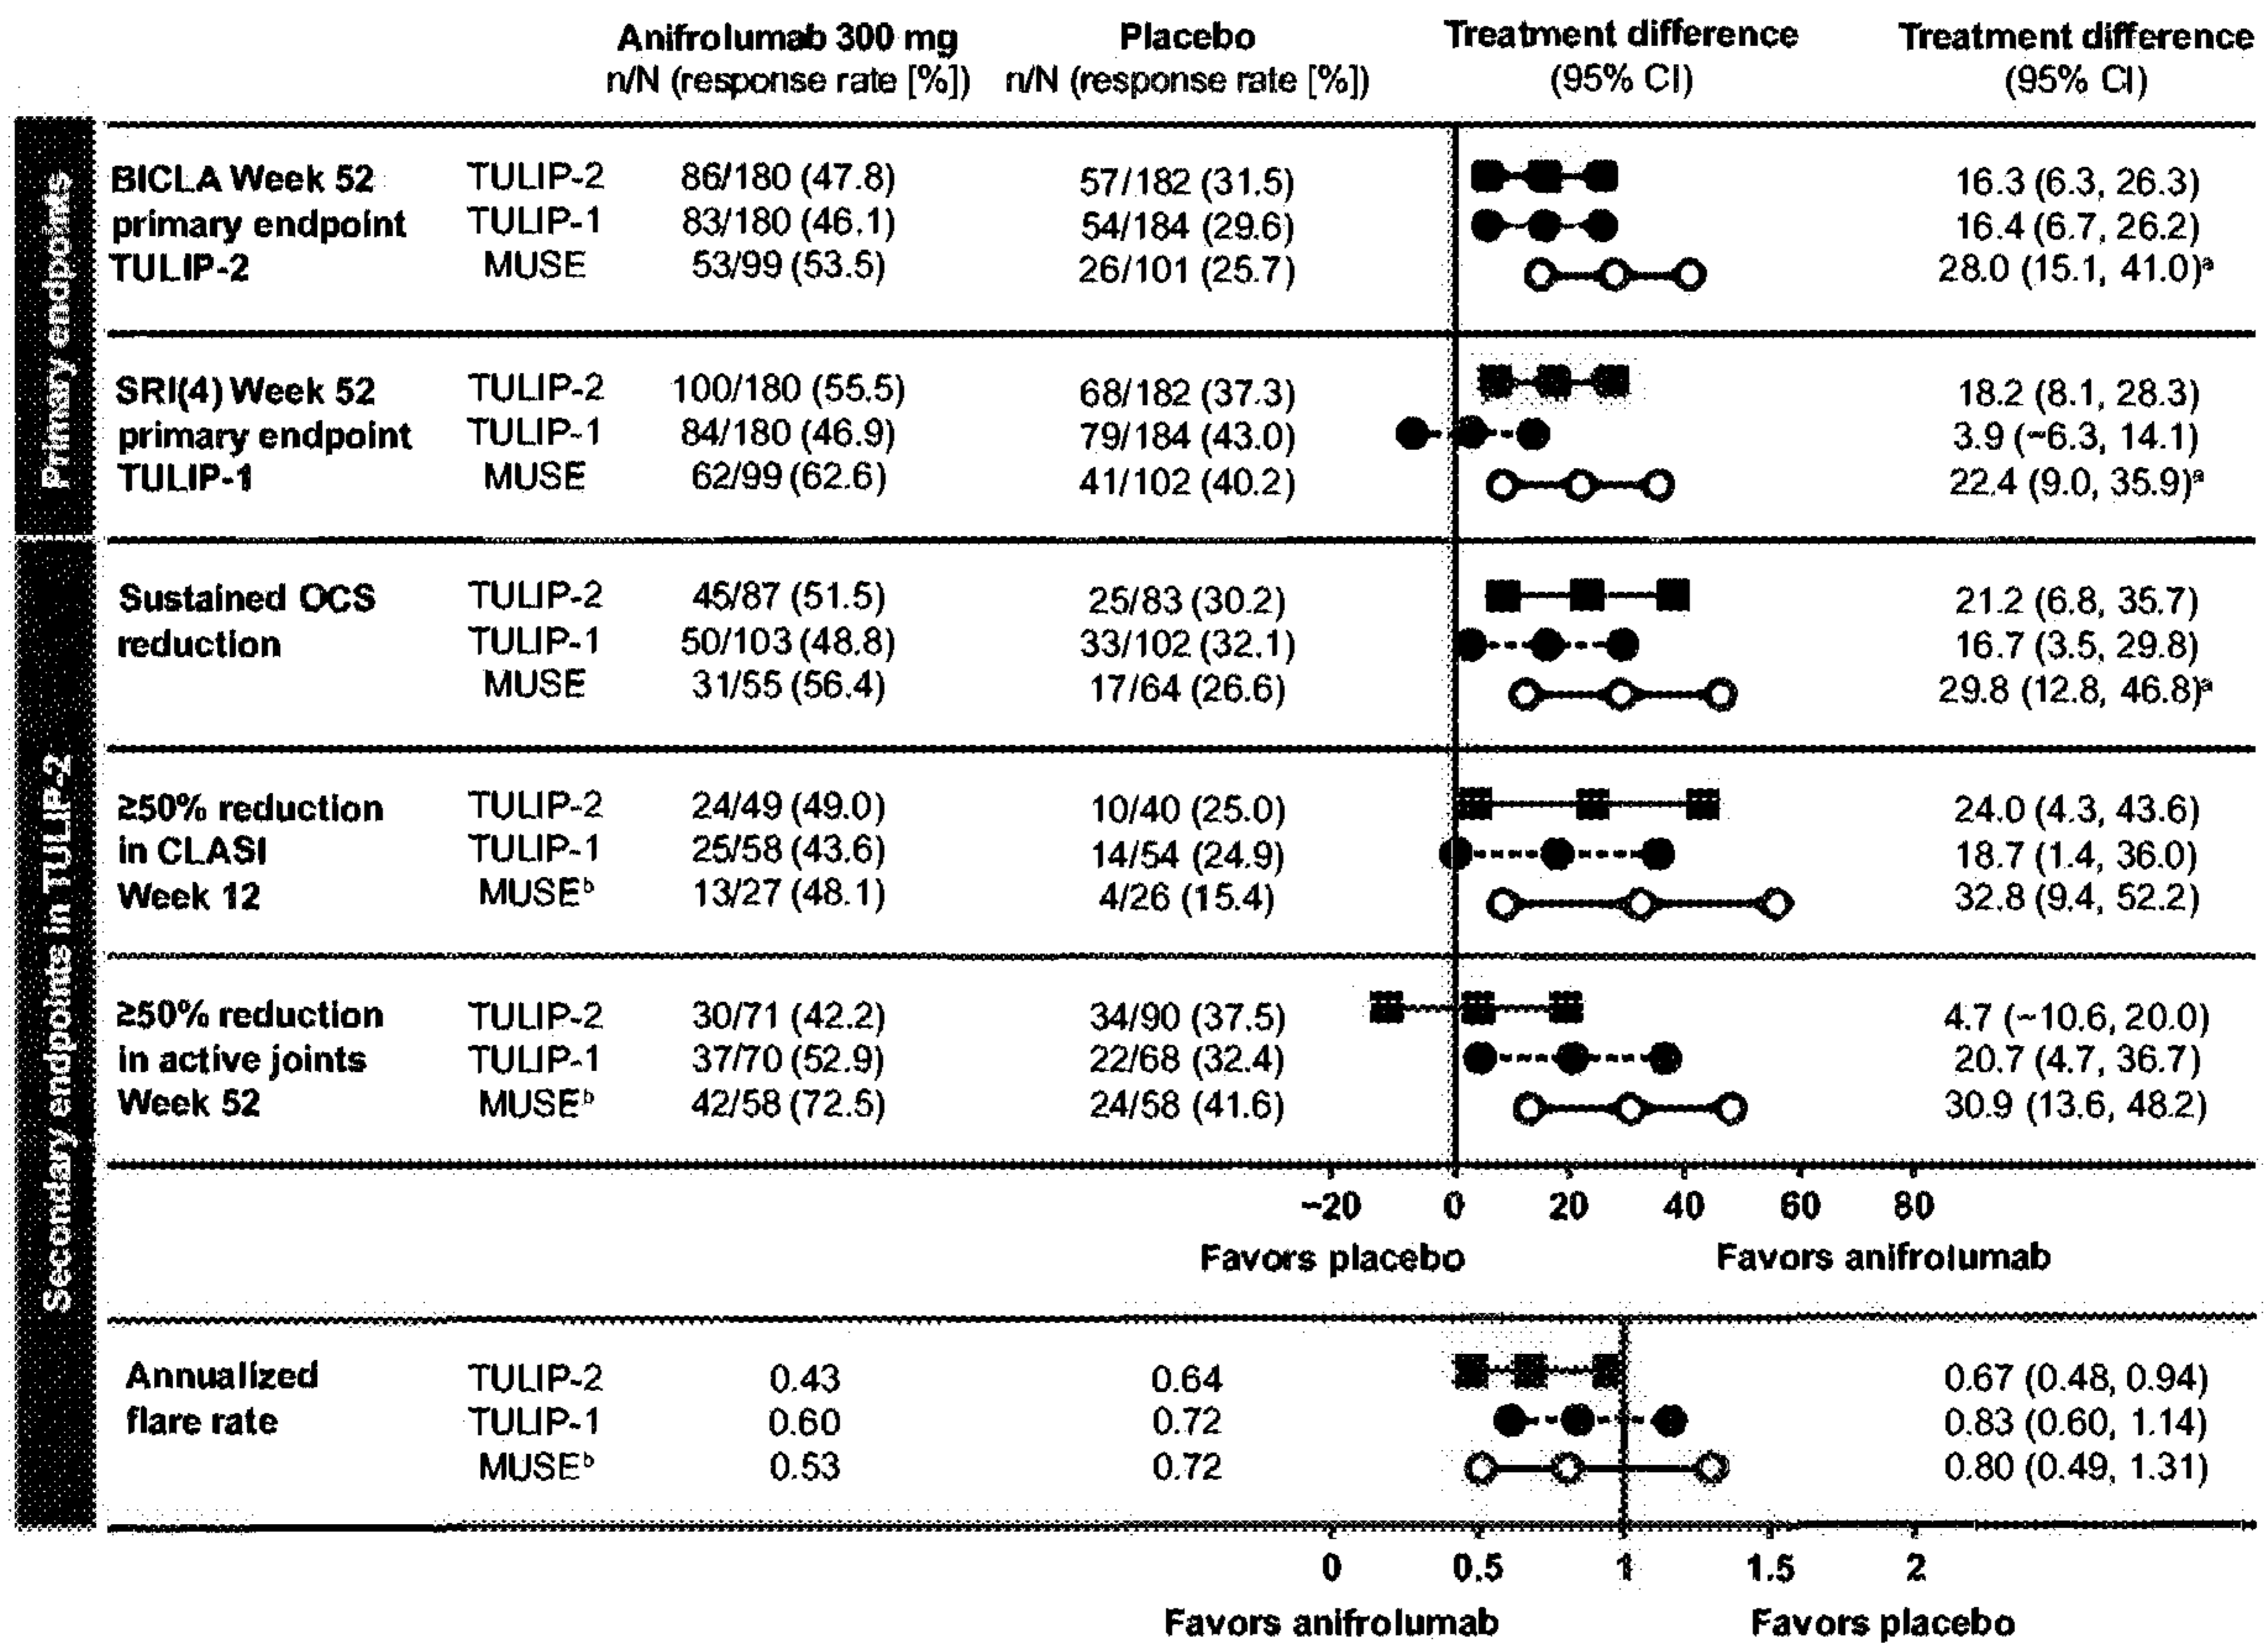 Anifrolumab 300 mg Placebo Treatment difference Treatment difference
n/N (response rate [%]) n/N (response rate [%]) (95% CI) (95% CI)
Primary endpoints
BICLA Week 52 TULIP-2 86/180 (47.8) 57/182 (31.5) 16.3 (6.3, 26.3)
primary endpoint TULIP-1 83/180 (46.1) 54/184 (29.6) 16.4 (6.7, 26.2)
TULIP-2 MUSE 53/99 (53.5) 26/101 (25.7) 28.0 (15.1, 41.0)ᵃ
SRI(4) Week 52 TULIP-2 100/180 (55.5) 68/182 (37.3) 18.2 (8.1, 28.3)
primary endpoint TULIP-1 84/180 (46.9) 79/184 (43.0) 3.9 (−6.3, 14.1)
TULIP-1 MUSE 62/99 (62.6) 41/102 (40.2) 22.4 (9.0, 35.9)ᵃ
Secondary endpoints in TULIP-2
Sustained OCS TULIP-2 45/87 (51.5) 25/83 (30.2) 21.2 (6.8, 35.7)
reduction TULIP-1 50/103 (48.8) 33/102 (32.1) 16.7 (3.5, 29.8)
MUSE 31/55 (56.4) 17/64 (26.6) 29.8 (12.8, 46.8)ᵃ
≥50% reduction TULIP-2 24/49 (49.0) 10/40 (25.0) 24.0 (4.3, 43.6)
in CLASI TULIP-1 25/58 (43.6) 14/54 (24.9) 18.7 (1.4, 36.0)
Week 12 MUSEᵇ 13/27 (48.1) 4/26 (15.4) 32.8 (9.4, 52.2)
≥50% reduction TULIP-2 30/71 (42.2) 34/90 (37.5) 4.7 (−10.6, 20.0)
in active joints TULIP-1 37/70 (52.9) 22/68 (32.4) 20.7 (4.7, 36.7)
Week 52 MUSEᵇ 42/58 (72.5) 24/58 (41.6) 30.9 (13.6, 48.2)
−20 0 20 40 60 80
Favors placebo Favors anifrolumab
Annualized TULIP-2 0.43 0.64 0.67 (0.48, 0.94)
flare rate TULIP-1 0.60 0.72 0.83 (0.60, 1.14)
MUSEᵇ 0.53 0.72 0.80 (0.49, 1.31)
0 0.5 1 1.5 2
Favors anifrolumab Favors placebo